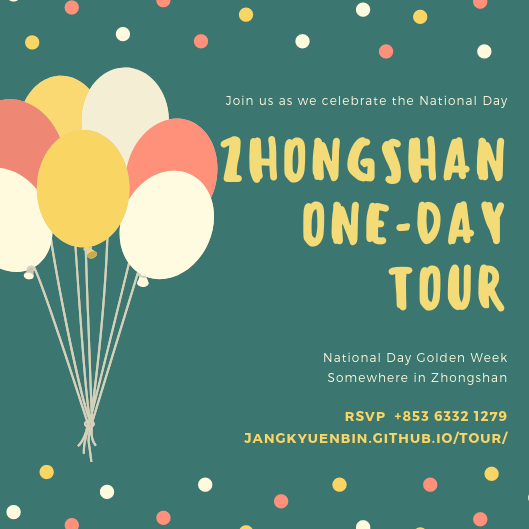 Join us as we celebrate the National Day
ZHONGSHAN
ONE-DAY
TOUR
National Day Golden Week
Somewhere in Zhongshan
RSVP +853 6332 1279
JANGKYUENBIN.GITHUB.IO/TOUR/